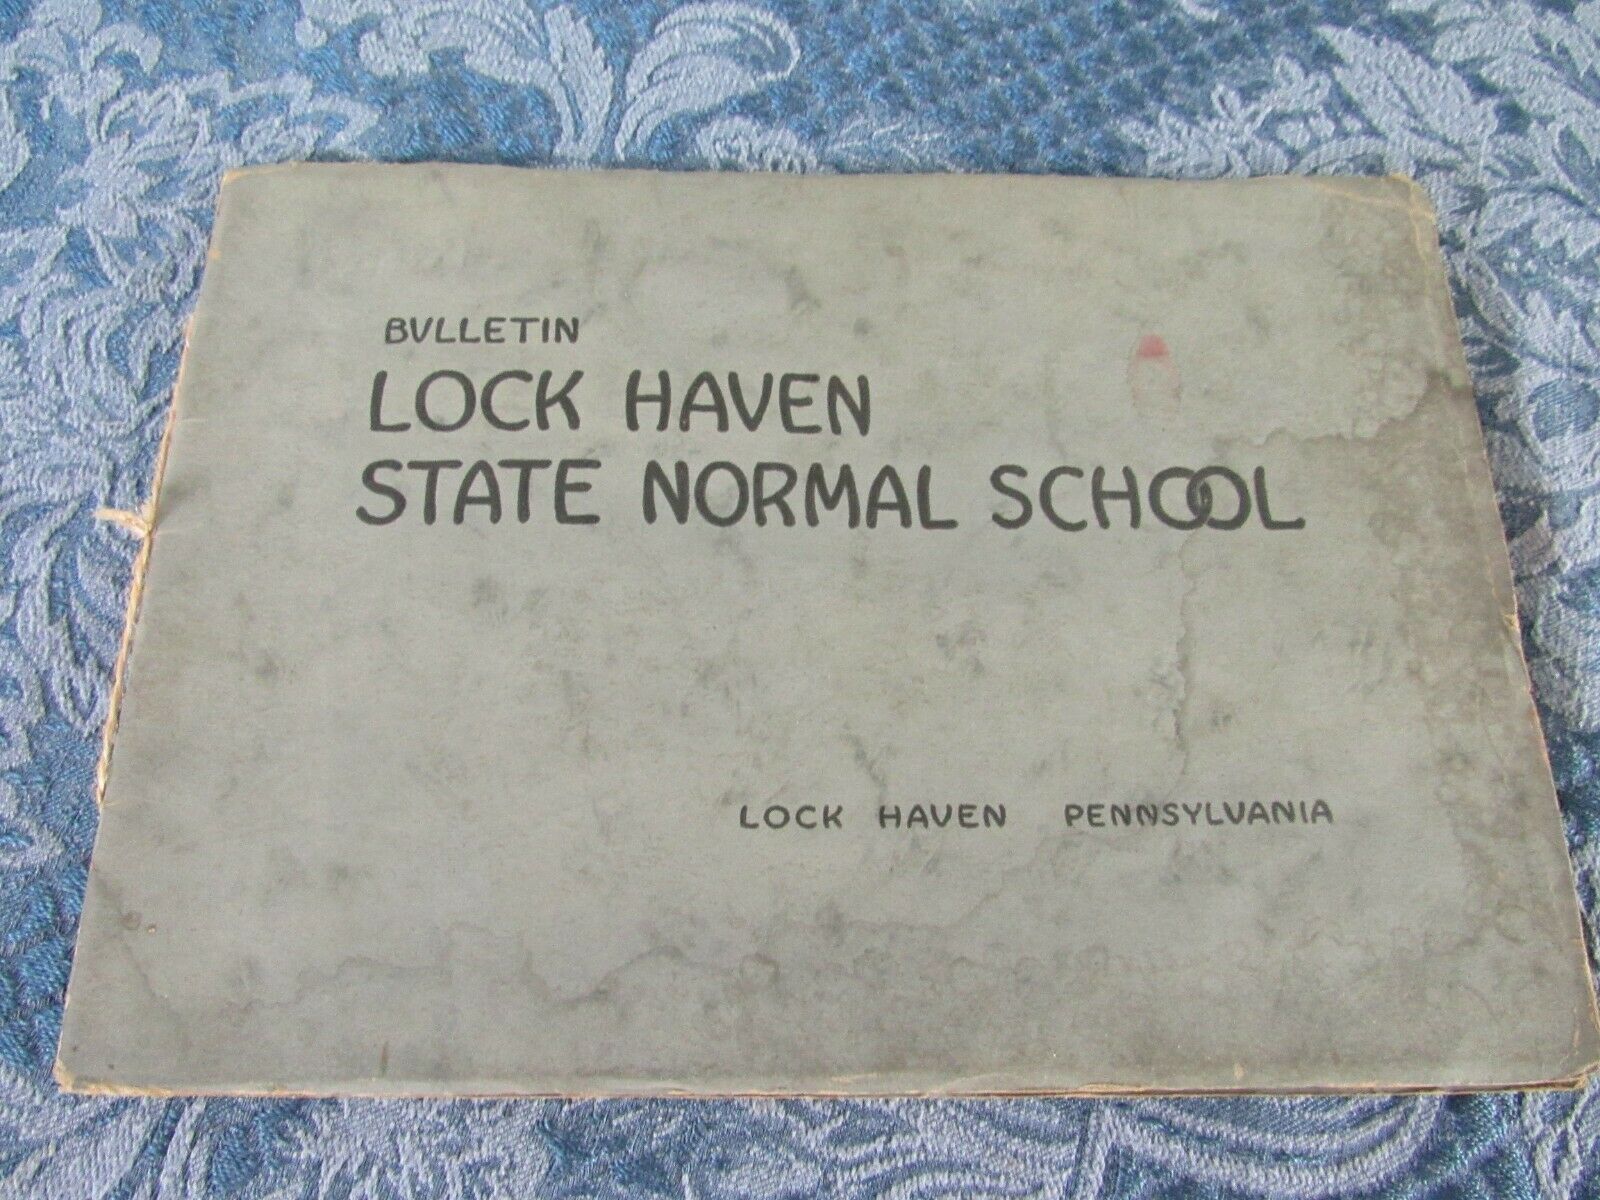 BVLLETIN
LOCK HAVEN
STATE NORMAL SCHOOL
LOCK HAVEN PENNSYLVANIA